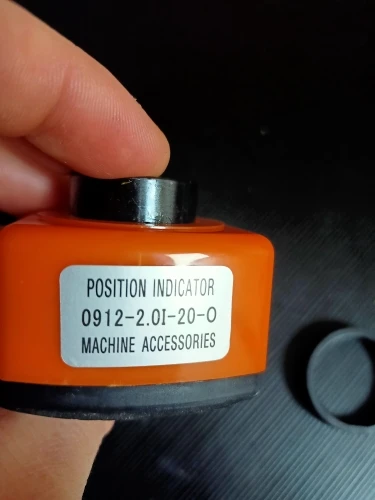 POSITION INDICATOR
0912-2.0I-20-O
MACHINE ACCESSORIES